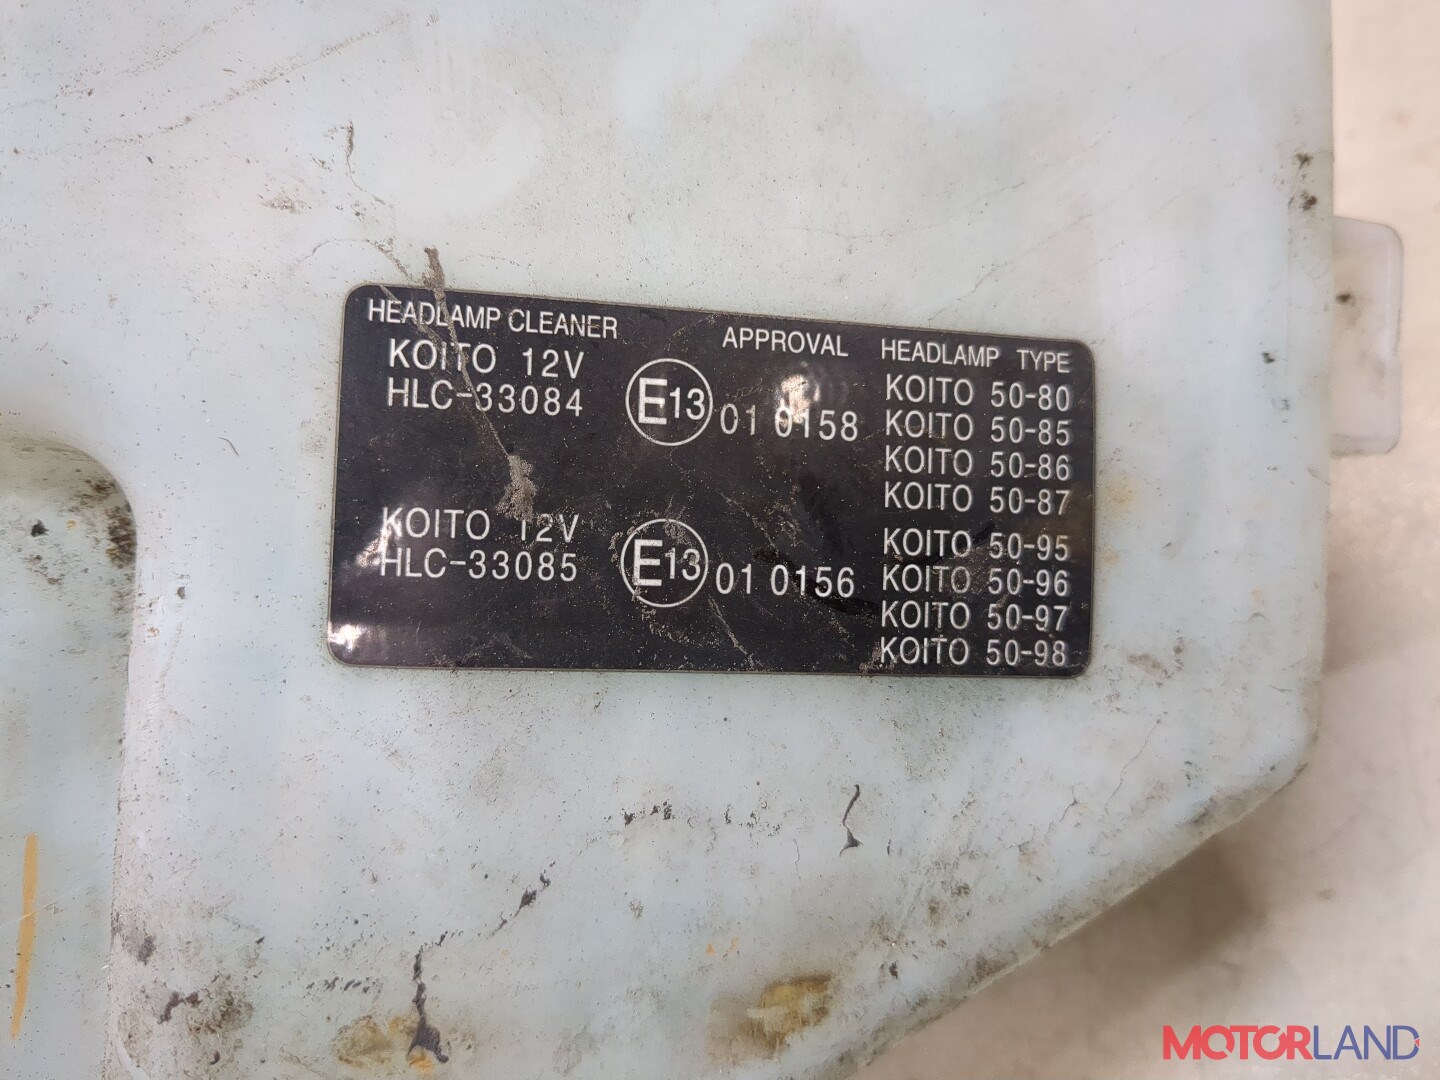 HEADLAMP CLEANER APPROVAL HEADLAMP TYPE
KOITO 12V
HLC-33084
E13 01 0158
KOITO 50-80
KOITO 50-85
KOITO 50-86
KOITO 50-87
KOITO 12V
HLC-33085
E13 01 0156
KOITO 50-95
KOITO 50-96
KOITO 50-97
KOITO 50-98
MOTORLAND